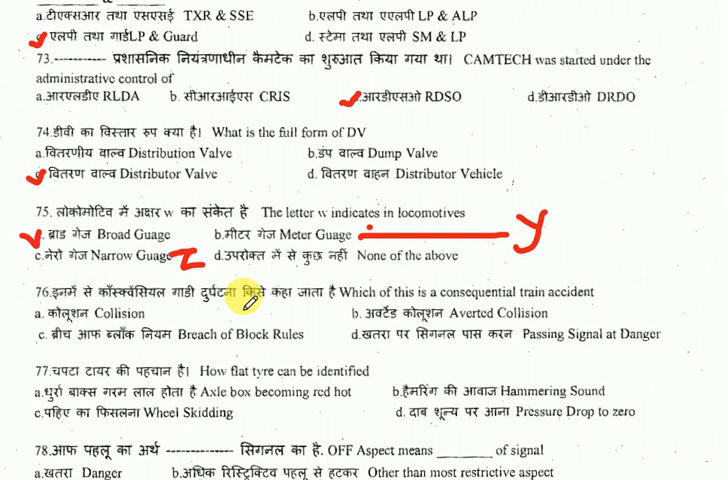 &
a.टीएक्सआर तथा एसएसई TXR & SSE b.एलपी तथा एएलपी LP & ALP
एलपी तथा गार्डLP & Guard d. स्टेमा तथा एलपी SM & LP
73.----------- प्रशासनिक नियंत्रणाधीन कैमटेक का शुरुआत किया गया था। CAMTECH was started under the
administrative control of
a.आरएलडीए RLDA b. सीआरआईएस CRIS .आरडीएसओ RDSO d.डीआरडीओ DRDO
74.डीवी का विस्तार रुप क्या है। What is the full form of DV
a.वितरणीय वाल्व Distribution Valve b.डंप वाल्व Dump Valve
वितरण वाल्व Distributor Valve d. वितरण वाहन Distributor Vehicle
75. लोकोमोटिव में अक्षर w का संकेत है The letter w indicates in locomotives
. ब्राड गेज Broad Guage b.मीटर गेज Meter Guage y
c.नेरो गेज Narrow Guage Z d.उपरोक्त में से कुछ नहीं None of the above
76.इनमें से कॉंस्क्वेंसियल गाडी दुर्घटना किसे कहा जाता है Which of this is a consequential train accident
a. कोलूशन Collision b. अवर्टेड कोलूशन Averted Collision
c. ब्रीच आफ ब्लॉक नियम Breach of Block Rules d.खतरा पर सिगनल पास करन Passing Signal at Danger
77.चपटा टायर की पहचान है। How flat tyre can be identified
a.धुर्रा बाक्स गरम लाल होता है Axle box becoming red hot b.हैमरिंग की आवाज Hammering Sound
c.पहिए का फिसलना Wheel Skidding d. दाब शून्य पर आना Pressure Drop to zero
78.आफ पहलू का अर्थ -------------- सिगनल का है. OFF Aspect means ________ of signal
a.खतरा Danger b.अधिक रिस्ट्रिक्टिव पहलू से हटकर Other than most restrictive aspect